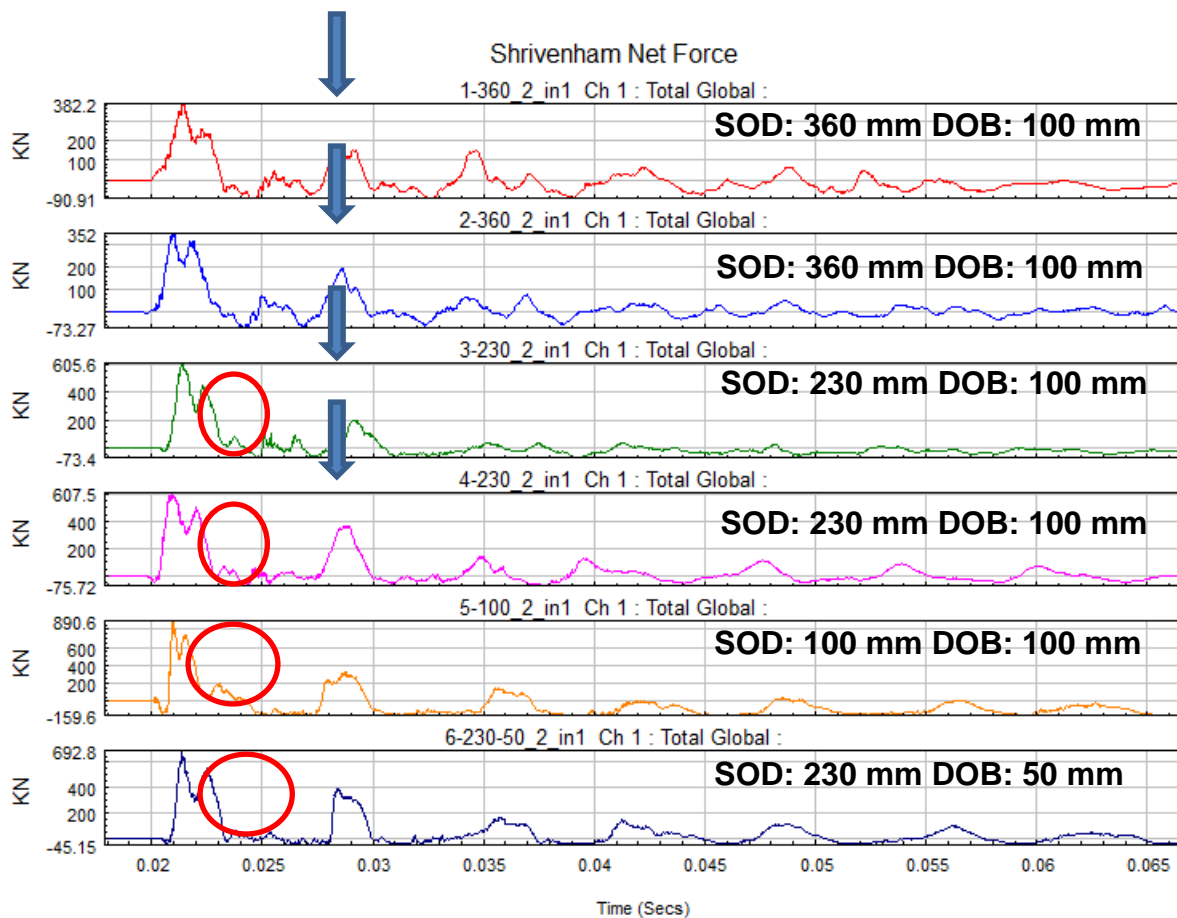 Shrivenham Net Force
1-360_2_in1 Ch 1 : Total Global :
382.2
200
100
-90.91
KN
SOD: 360 mm DOB: 100 mm
2-360_2_in1 Ch 1 : Total Global :
352
200
100
-73.27
KN
SOD: 360 mm DOB: 100 mm
3-230_2_in1 Ch 1 : Total Global :
605.6
400
200
-73.4
KN
SOD: 230 mm DOB: 100 mm
4-230_2_in1 Ch 1 : Total Global :
607.5
400
200
-75.72
KN
SOD: 230 mm DOB: 100 mm
5-100_2_in1 Ch 1 : Total Global :
890.6
600
400
200
-159.6
KN
SOD: 100 mm DOB: 100 mm
6-230-50_2_in1 Ch 1 : Total Global :
692.8
400
200
-45.15
KN
SOD: 230 mm DOB: 50 mm
0.02 0.025 0.03 0.035 0.04 0.045 0.05 0.055 0.06 0.065
Time (Secs)